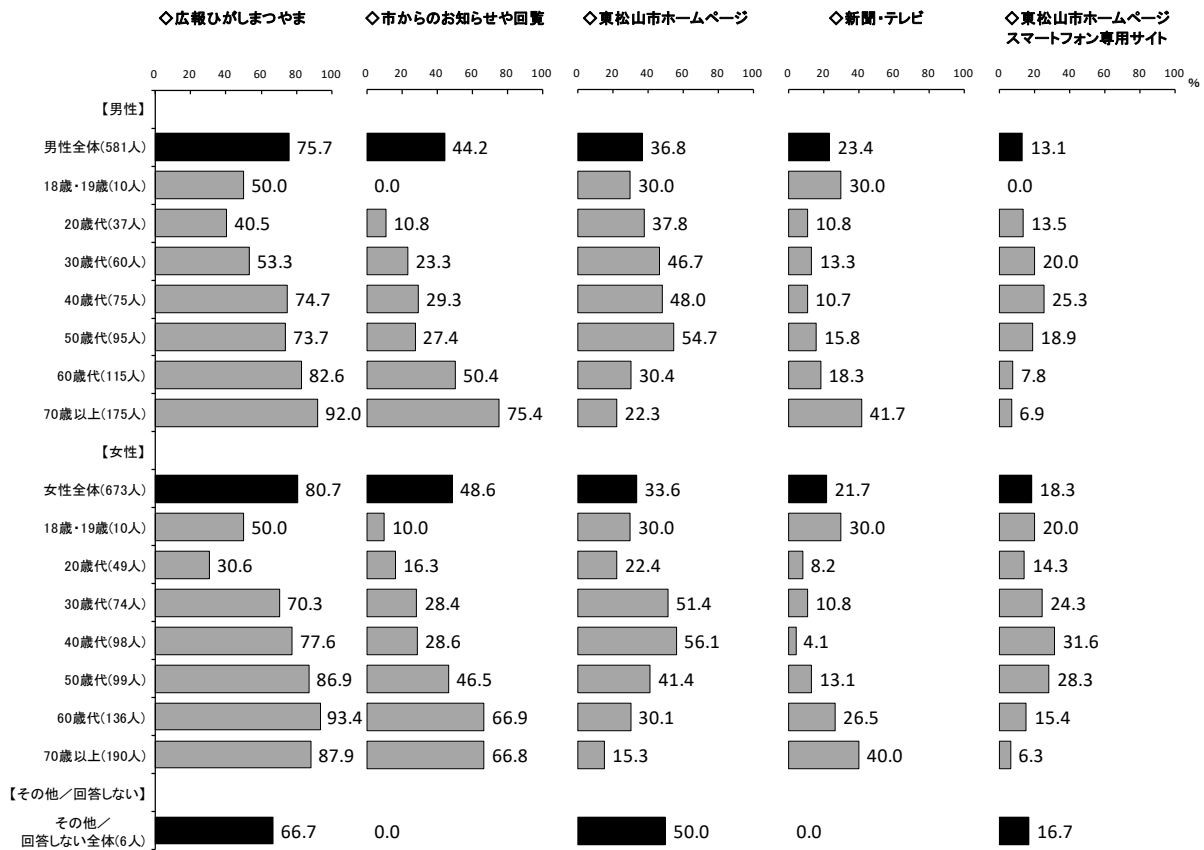 ◇広報ひがしまつやま ◇市からのお知らせや回覧 ◇東松山市ホームページ ◇新聞・テレビ ◇東松山市ホームページ
スマートフォン専用サイト
0 20 40 60 80 100 0 20 40 60 80 100 0 20 40 60 80 100 0 20 40 60 80 100 0 20 40 60 80 100 %
【男性】
男性全体(581人) 75.7 44.2 36.8 23.4 13.1
18歳・19歳(10人) 50.0 0.0 30.0 30.0 0.0
20歳代(37人) 40.5 10.8 37.8 10.8 13.5
30歳代(60人) 53.3 23.3 46.7 13.3 20.0
40歳代(75人) 74.7 29.3 48.0 10.7 25.3
50歳代(95人) 73.7 27.4 54.7 15.8 18.9
60歳代(115人) 82.6 50.4 30.4 18.3 7.8
70歳以上(175人) 92.0 75.4 22.3 41.7 6.9
【女性】
女性全体(673人) 80.7 48.6 33.6 21.7 18.3
18歳・19歳(10人) 50.0 10.0 30.0 30.0 20.0
20歳代(49人) 30.6 16.3 22.4 8.2 14.3
30歳代(74人) 70.3 28.4 51.4 10.8 24.3
40歳代(98人) 77.6 28.6 56.1 4.1 31.6
50歳代(99人) 86.9 46.5 41.4 13.1 28.3
60歳代(136人) 93.4 66.9 30.1 26.5 15.4
70歳以上(190人) 87.9 66.8 15.3 40.0 6.3
【その他／回答しない】
その他／
回答しない全体(6人) 66.7 0.0 50.0 0.0 16.7